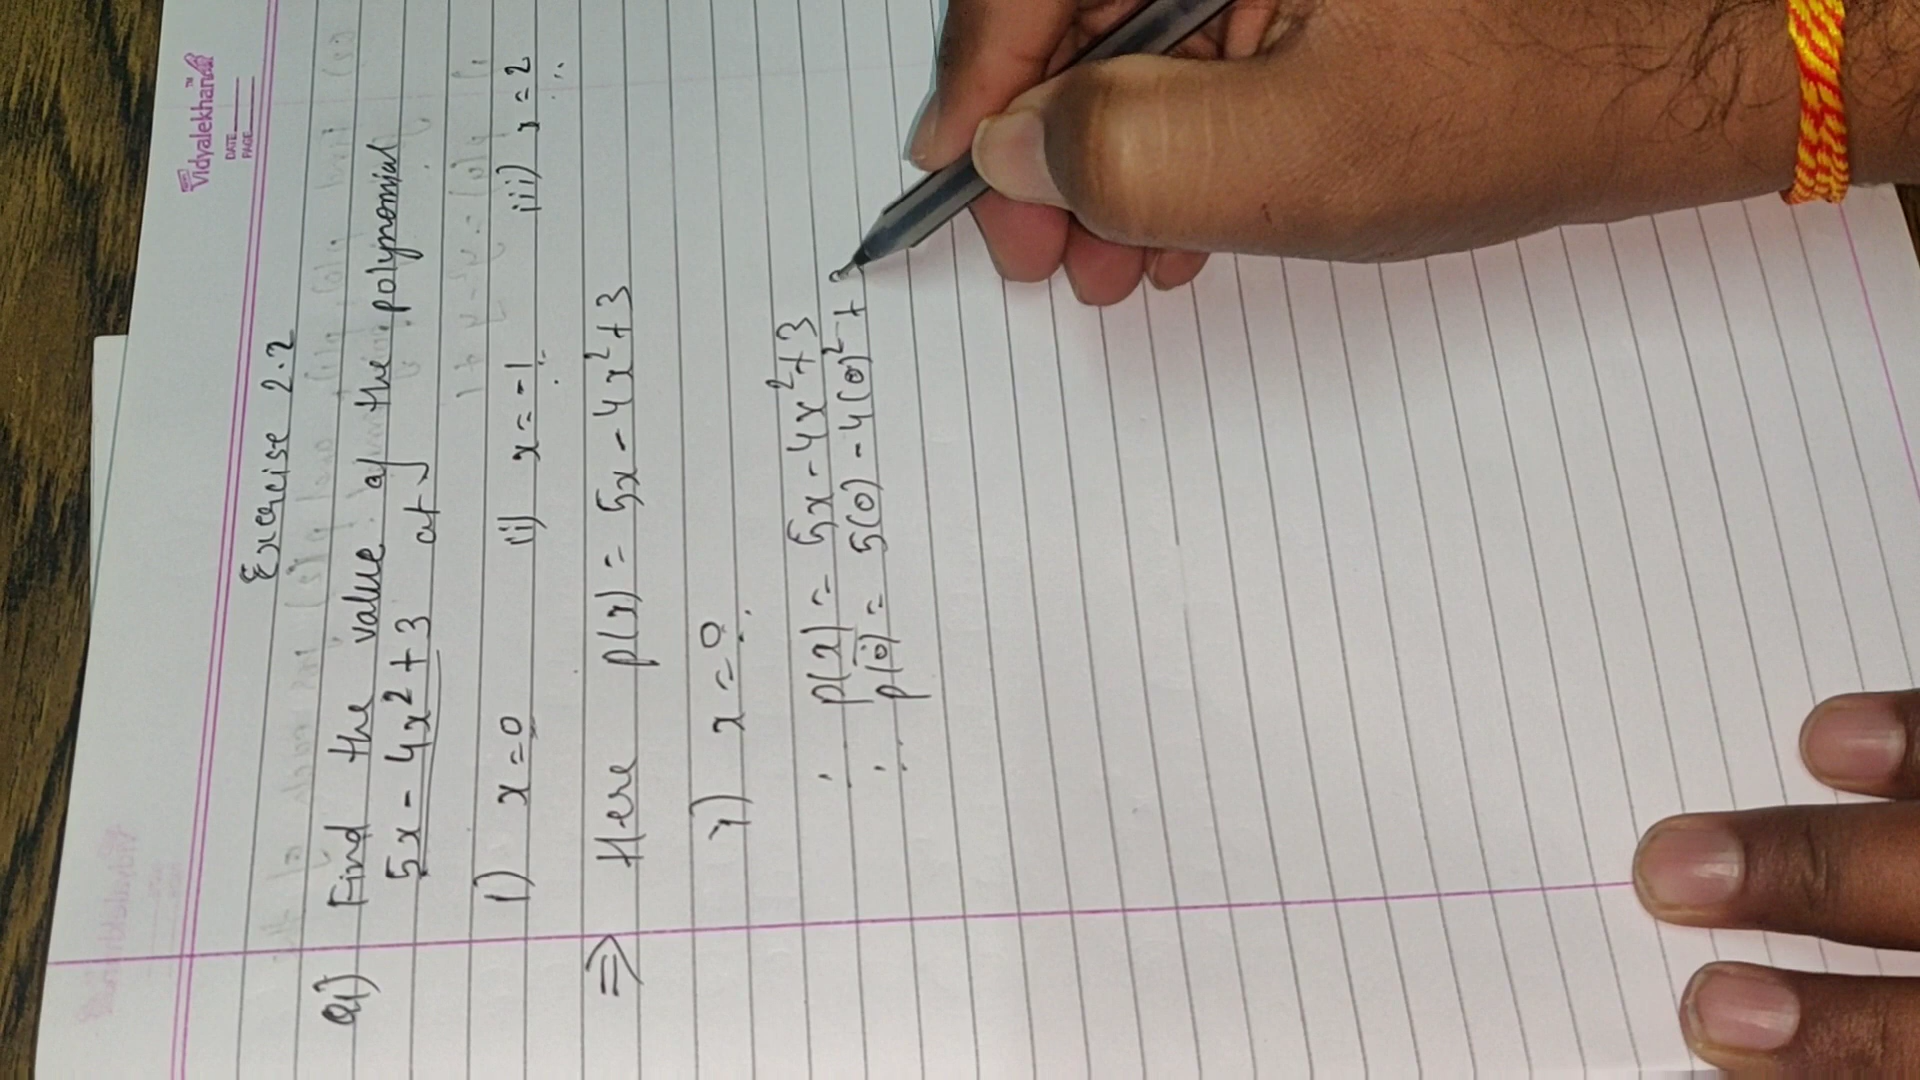 Vidyalekhan
DATE
PAGE
Exercise 2.2
Q1) Find the value of the polynomial
5x - 4x² + 3 at
i) x = 0 ii) x = -1 iii) x = 2
⇒ Here p(x) = 5x - 4x² + 3
i) x = 0
∴ p(x) = 5x - 4x² + 3
∴ p(0) = 5(0) - 4(0)² +